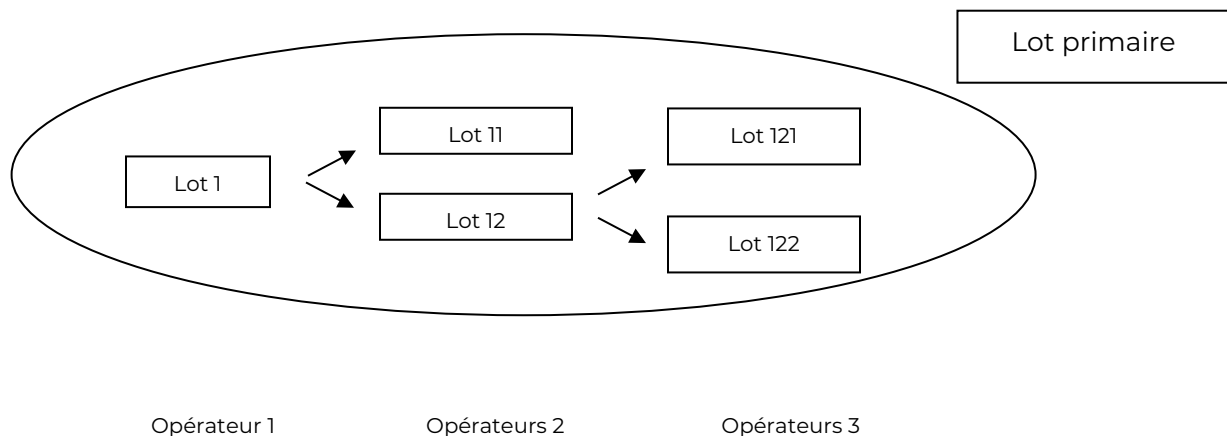 Lot primaire
Lot 11
Lot 121
Lot 1
Lot 12
Lot 122
Opérateur 1
Opérateurs 2
Opérateurs 3